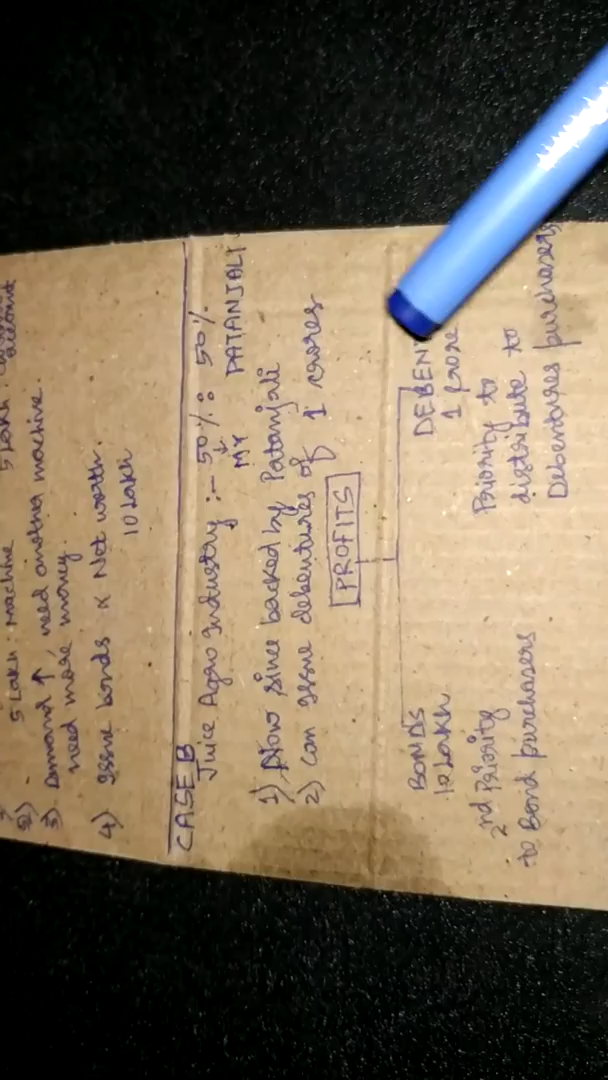 2) 5 Lakh machine 5 Lakh
account
3) Demand ↑ need another machine.
need more money.
4) Issue bonds ∝ Net worth.
10 Lakh
CASE B
Juice Agro Industry :- 50% : 50%
MY PATANJALI
1) Now since backed by Patanjali
2) Can issue debentures of 1 crores
PROFITS
BONDS
10 Lakh
2nd Priority
to Bond purchasers
DEBEN
1 crore
Priority to
distribute to
Debentures purchasers